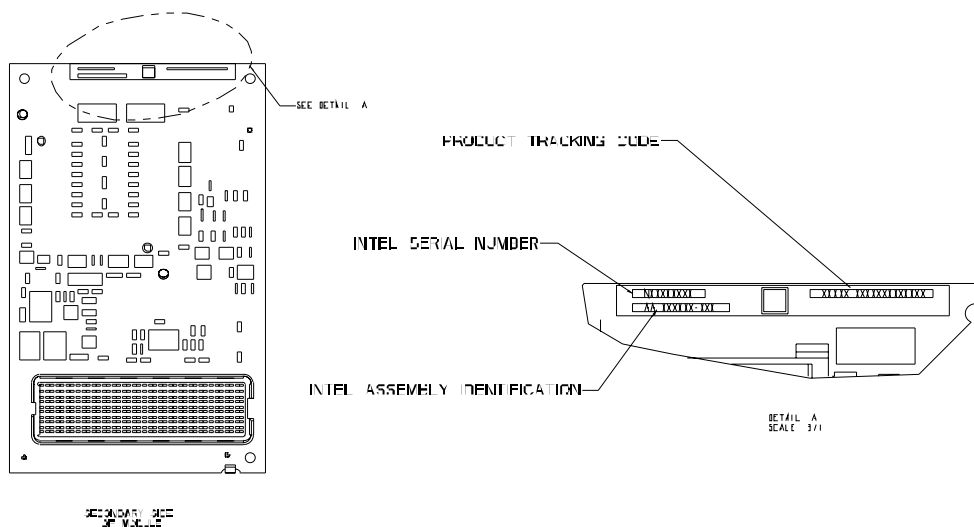 SEE DETAIL A
PRODUCT TRACKING CODE
INTEL SERIAL NUMBER
INTEL ASSEMBLY IDENTIFICATION
DETAIL A
SCALE 3/1
SECONDARY SIDE
OF MODULE